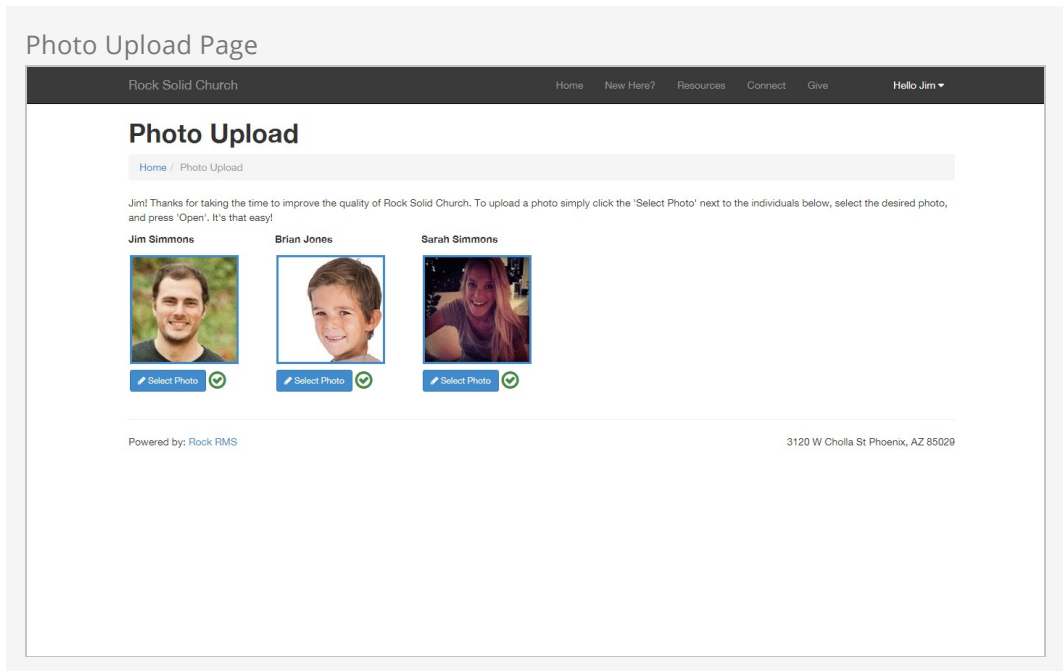 Photo Upload Page
Rock Solid Church Home New Here? Resources Connect Give Hello Jim
Photo Upload
Home / Photo Upload
Jim! Thanks for taking the time to improve the quality of Rock Solid Church. To upload a photo simply click the 'Select Photo' next to the individuals below, select the desired photo,
and press 'Open'. It's that easy!
Jim Simmons Brian Jones Sarah Simmons
Select Photo Select Photo Select Photo
Powered by: Rock RMS 3120 W Cholla St Phoenix, AZ 85029